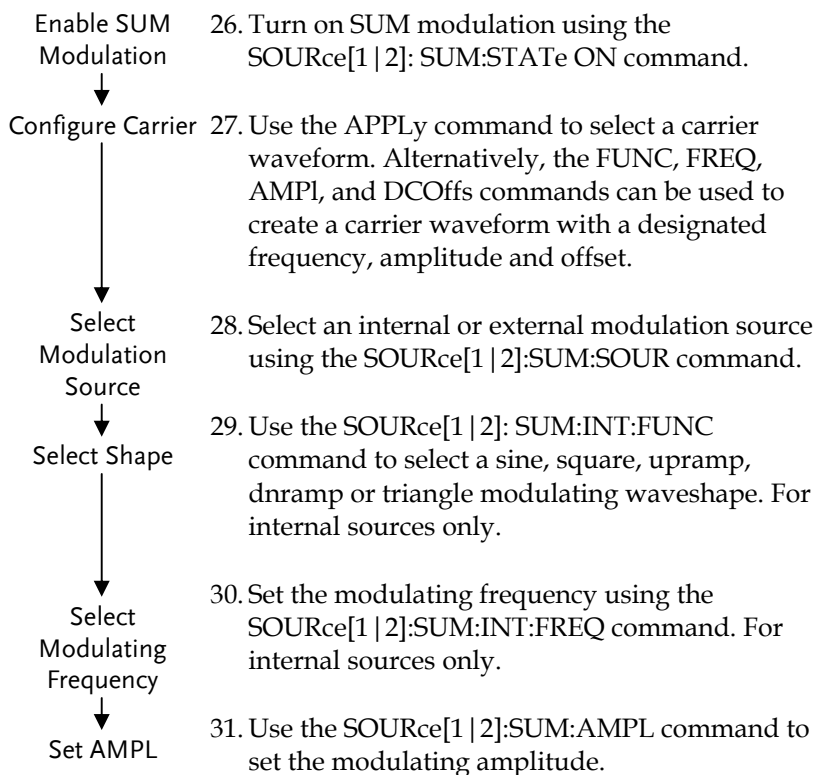 Enable SUM
Modulation
26. Turn on SUM modulation using the
SOURce[1|2]: SUM:STATe ON command.
Configure Carrier
27. Use the APPLy command to select a carrier
waveform. Alternatively, the FUNC, FREQ,
AMPl, and DCOffs commands can be used to
create a carrier waveform with a designated
frequency, amplitude and offset.
Select
Modulation
Source
28. Select an internal or external modulation source
using the SOURce[1|2]:SUM:SOUR command.
Select Shape
29. Use the SOURce[1|2]: SUM:INT:FUNC
command to select a sine, square, upramp,
dnramp or triangle modulating waveshape. For
internal sources only.
Select
Modulating
Frequency
30. Set the modulating frequency using the
SOURce[1|2]:SUM:INT:FREQ command. For
internal sources only.
Set AMPL
31. Use the SOURce[1|2]:SUM:AMPL command to
set the modulating amplitude.